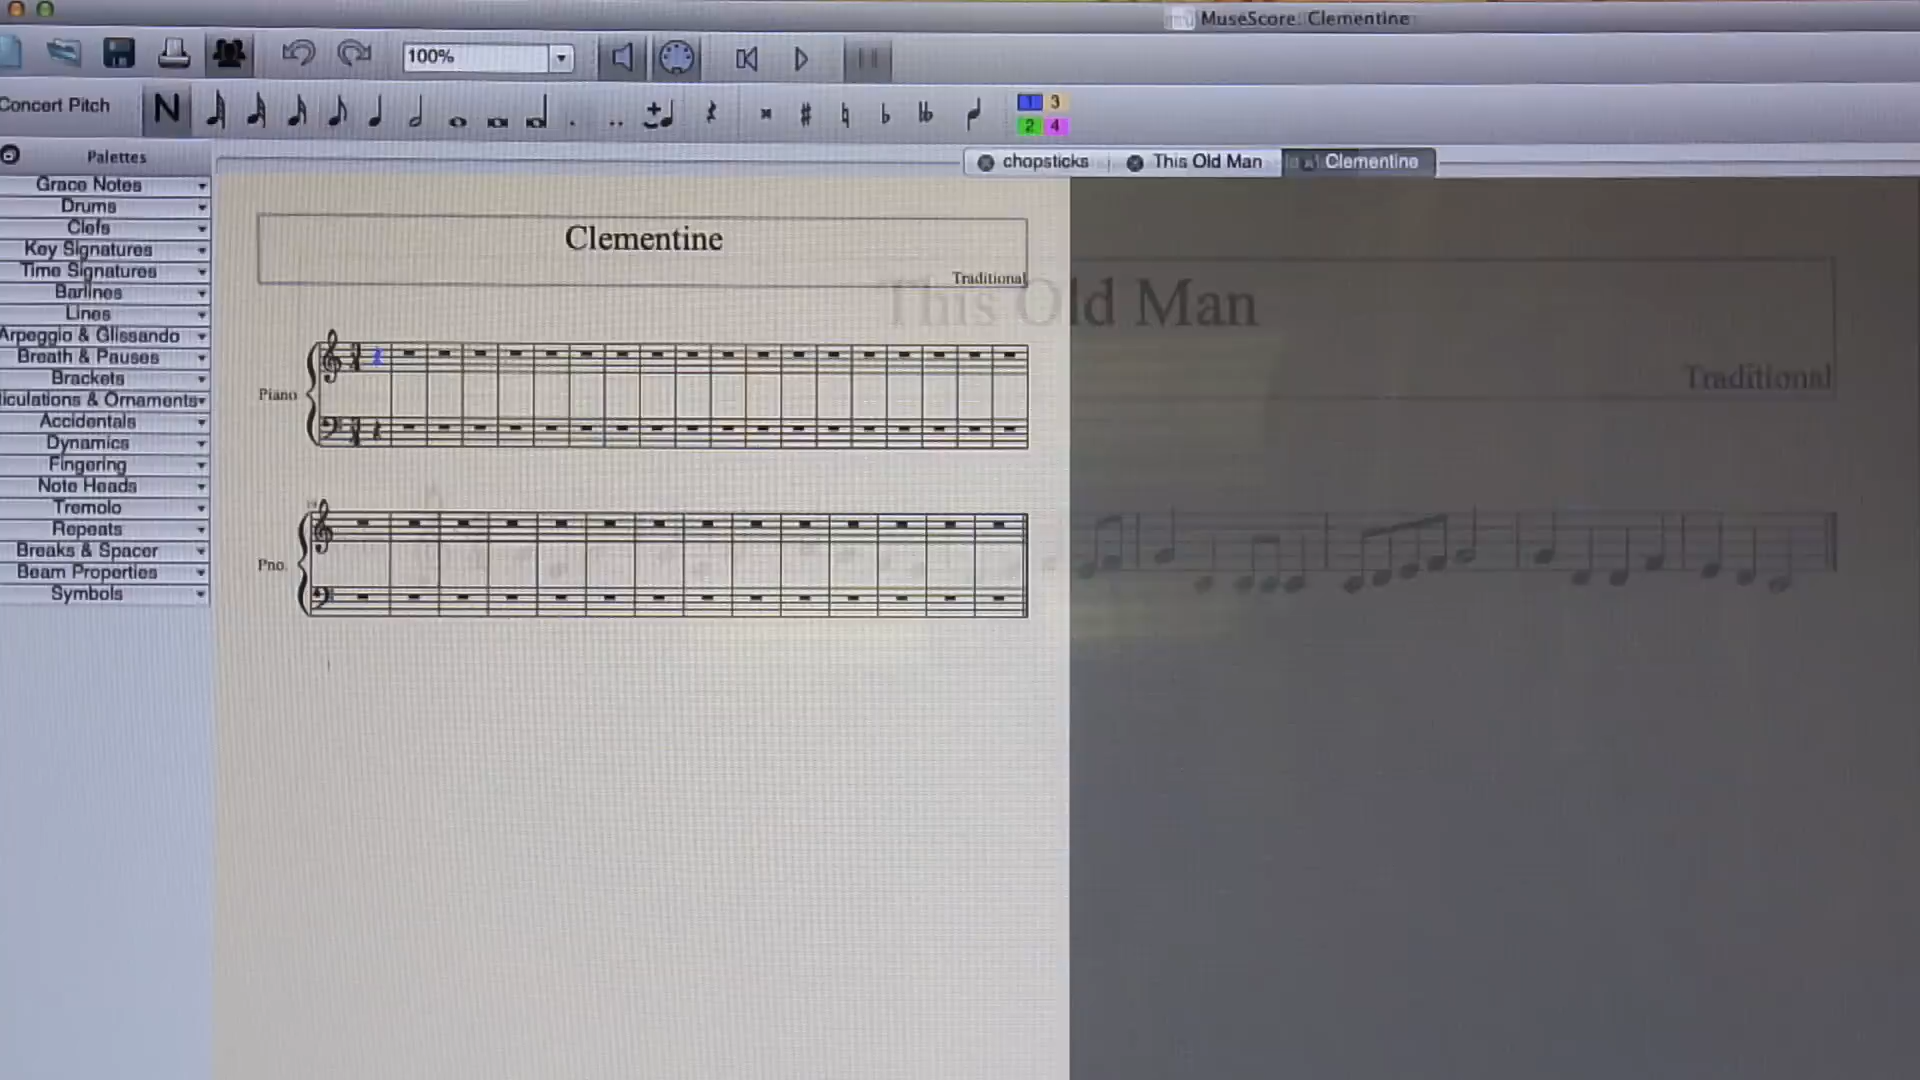 MuseScore: Clementine
100%
Concert Pitch
N
1 3
2 4
Palettes
chopsticks
This Old Man
Clementine
Grace Notes
Drums
Clefs
Key Signatures
Time Signatures
Barlines
Lines
Arpeggio & Glissando
Breath & Pauses
Brackets
iculations & Ornaments
Accidentals
Dynamics
Fingering
Note Heads
Tremolo
Repeats
Breaks & Spacer
Beam Properties
Symbols
Clementine
Traditional
This Old Man
Traditional
Piano
Pno.